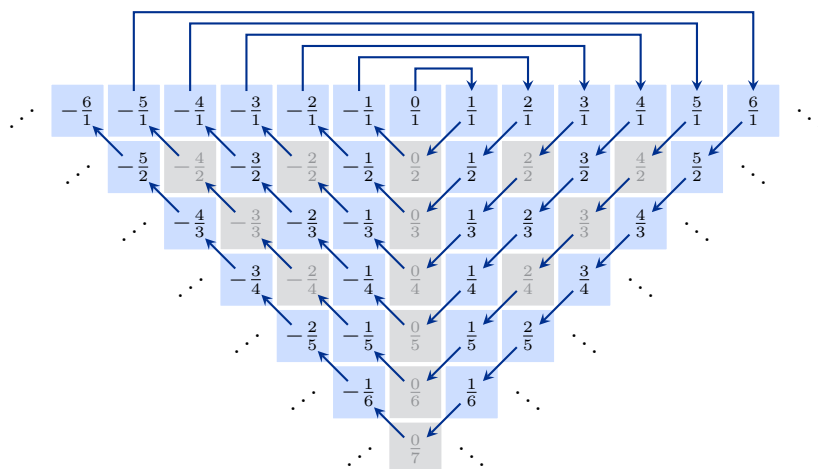 ⋰ −6/1 −5/1 −4/1 −3/1 −2/1 −1/1 0/1 1/1 2/1 3/1 4/1 5/1 6/1 ⋱
⋰ −5/2 −4/2 −3/2 −2/2 −1/2 0/2 1/2 2/2 3/2 4/2 5/2 ⋱
⋰ −4/3 −3/3 −2/3 −1/3 0/3 1/3 2/3 3/3 4/3 ⋱
⋰ −3/4 −2/4 −1/4 0/4 1/4 2/4 3/4 ⋱
⋰ −2/5 −1/5 0/5 1/5 2/5 ⋱
⋰ −1/6 0/6 1/6 ⋱
⋰ 0/7 ⋱